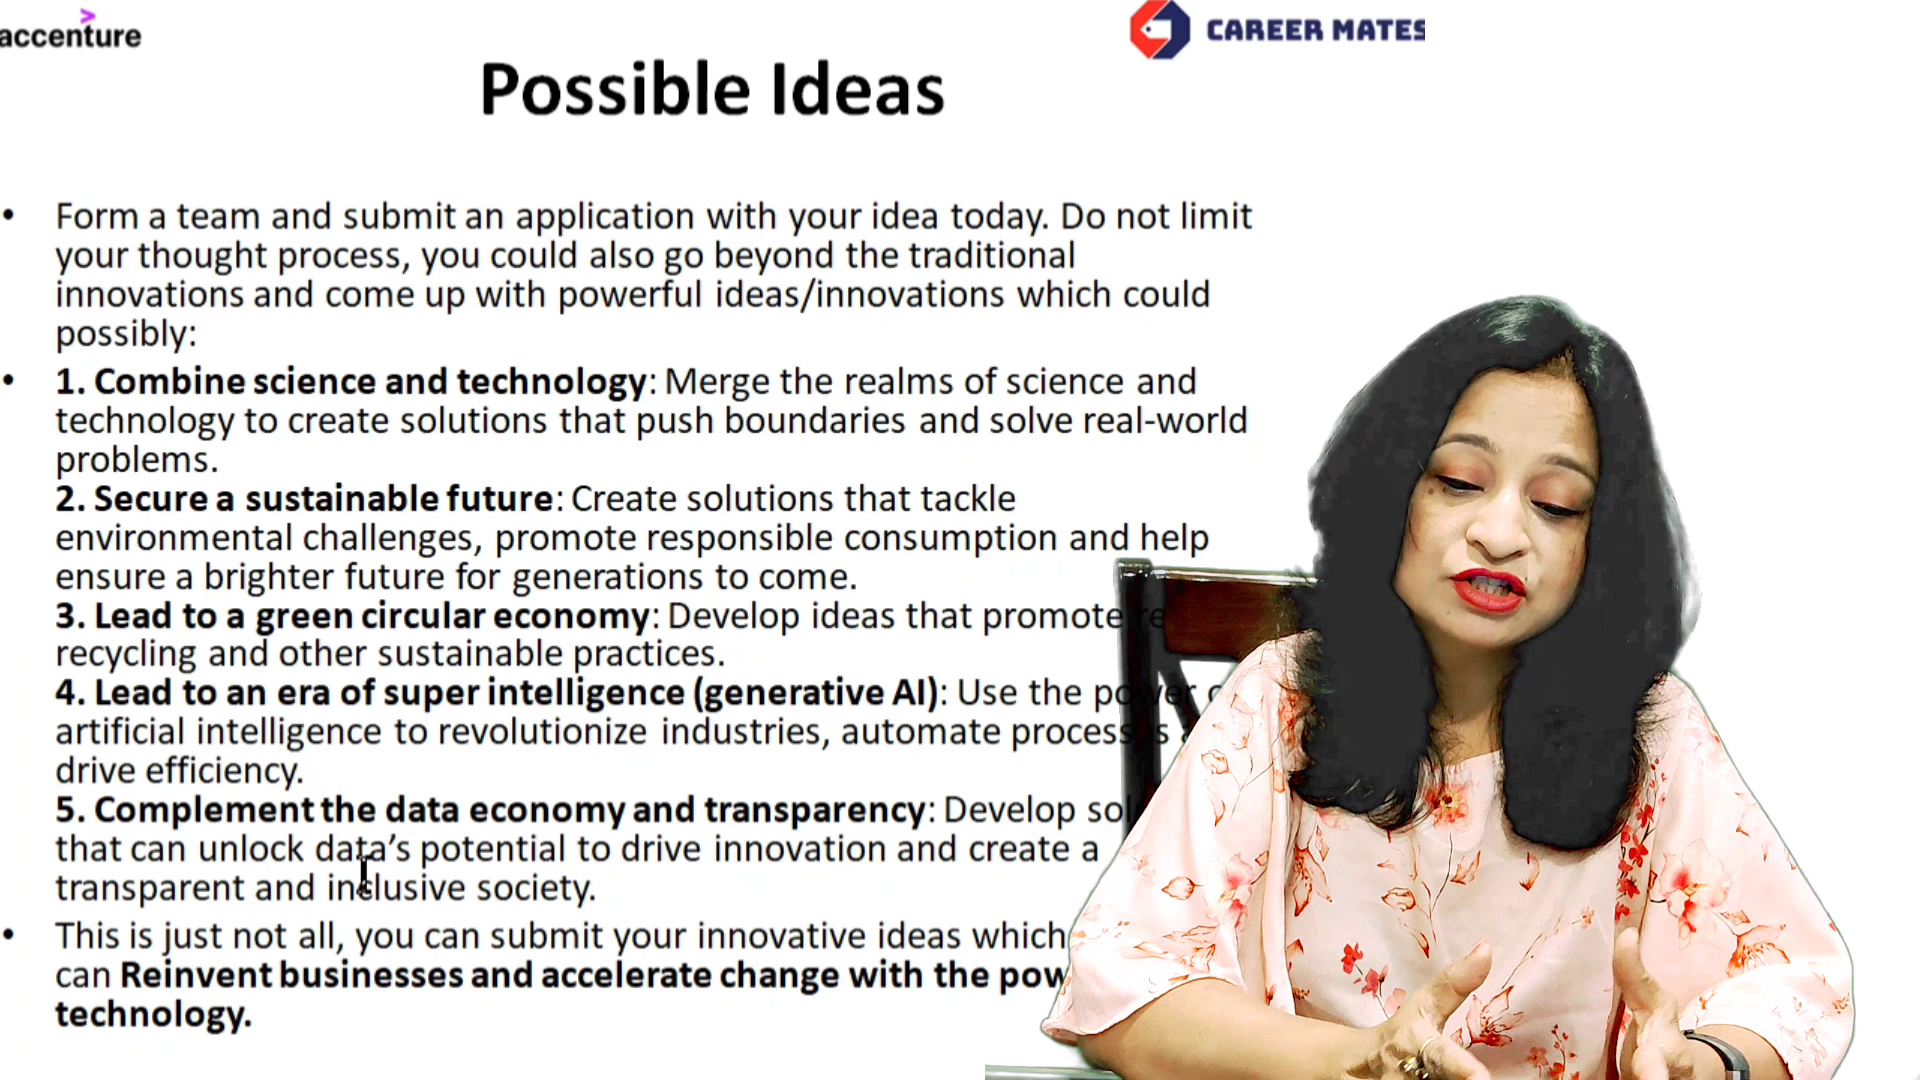 >
accenture
CAREER MATES
Possible Ideas
• Form a team and submit an application with your idea today. Do not limit
your thought process, you could also go beyond the traditional
innovations and come up with powerful ideas/innovations which could
possibly:
• 1. Combine science and technology: Merge the realms of science and
technology to create solutions that push boundaries and solve real-world
problems.
2. Secure a sustainable future: Create solutions that tackle
environmental challenges, promote responsible consumption and help
ensure a brighter future for generations to come.
3. Lead to a green circular economy: Develop ideas that promote
recycling and other sustainable practices.
4. Lead to an era of super intelligence (generative AI): Use the power
artificial intelligence to revolutionize industries, automate processes
drive efficiency.
5. Complement the data economy and transparency: Develop
that can unlock data’s potential to drive innovation and create a
transparent and inclusive society.
• This is just not all, you can submit your innovative ideas which
can Reinvent businesses and accelerate change with the
technology.